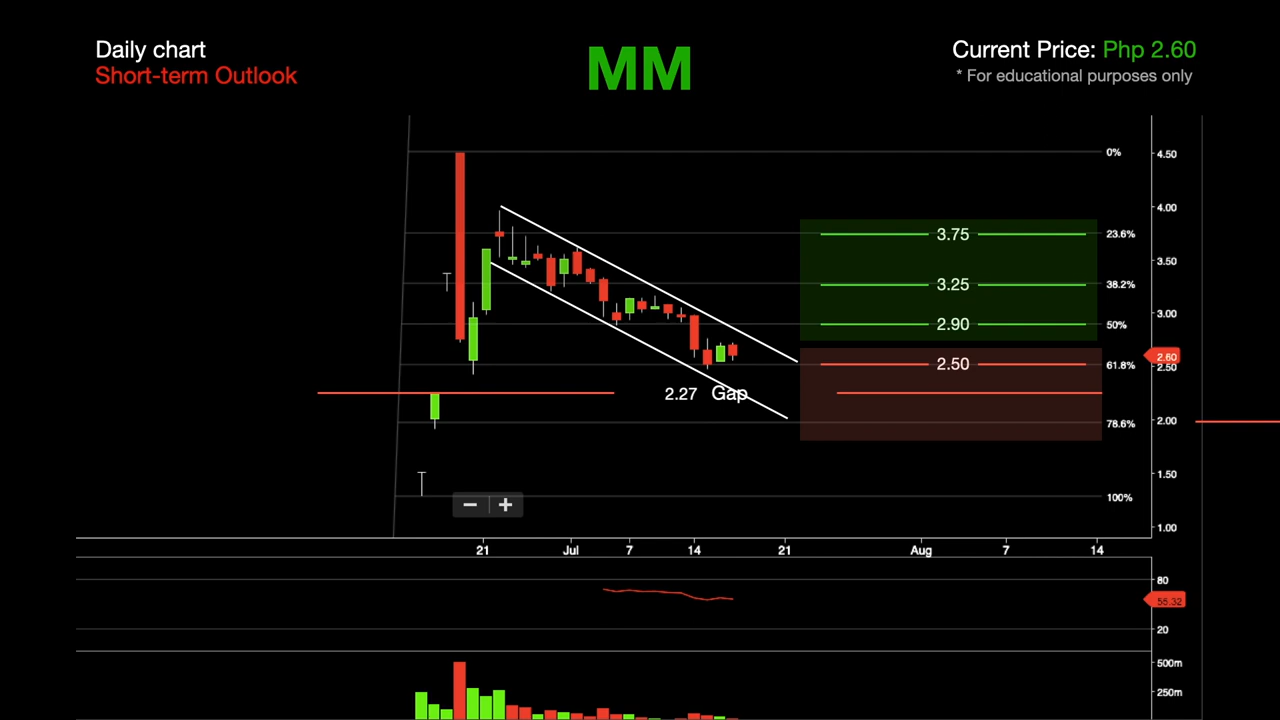 Daily chart
Short-term Outlook
MM
Current Price: Php 2.60
* For educational purposes only
0%
4.50
4.00
3.75
23.6%
3.50
3.25
38.2%
3.00
2.90
50%
2.60
2.50
61.8%
2.50
2.27 Gap
78.6%
2.00
1.50
− +
100%
1.00
21 Jul 7 14 21 Aug 7 14
80
55.32
20
500m
250m